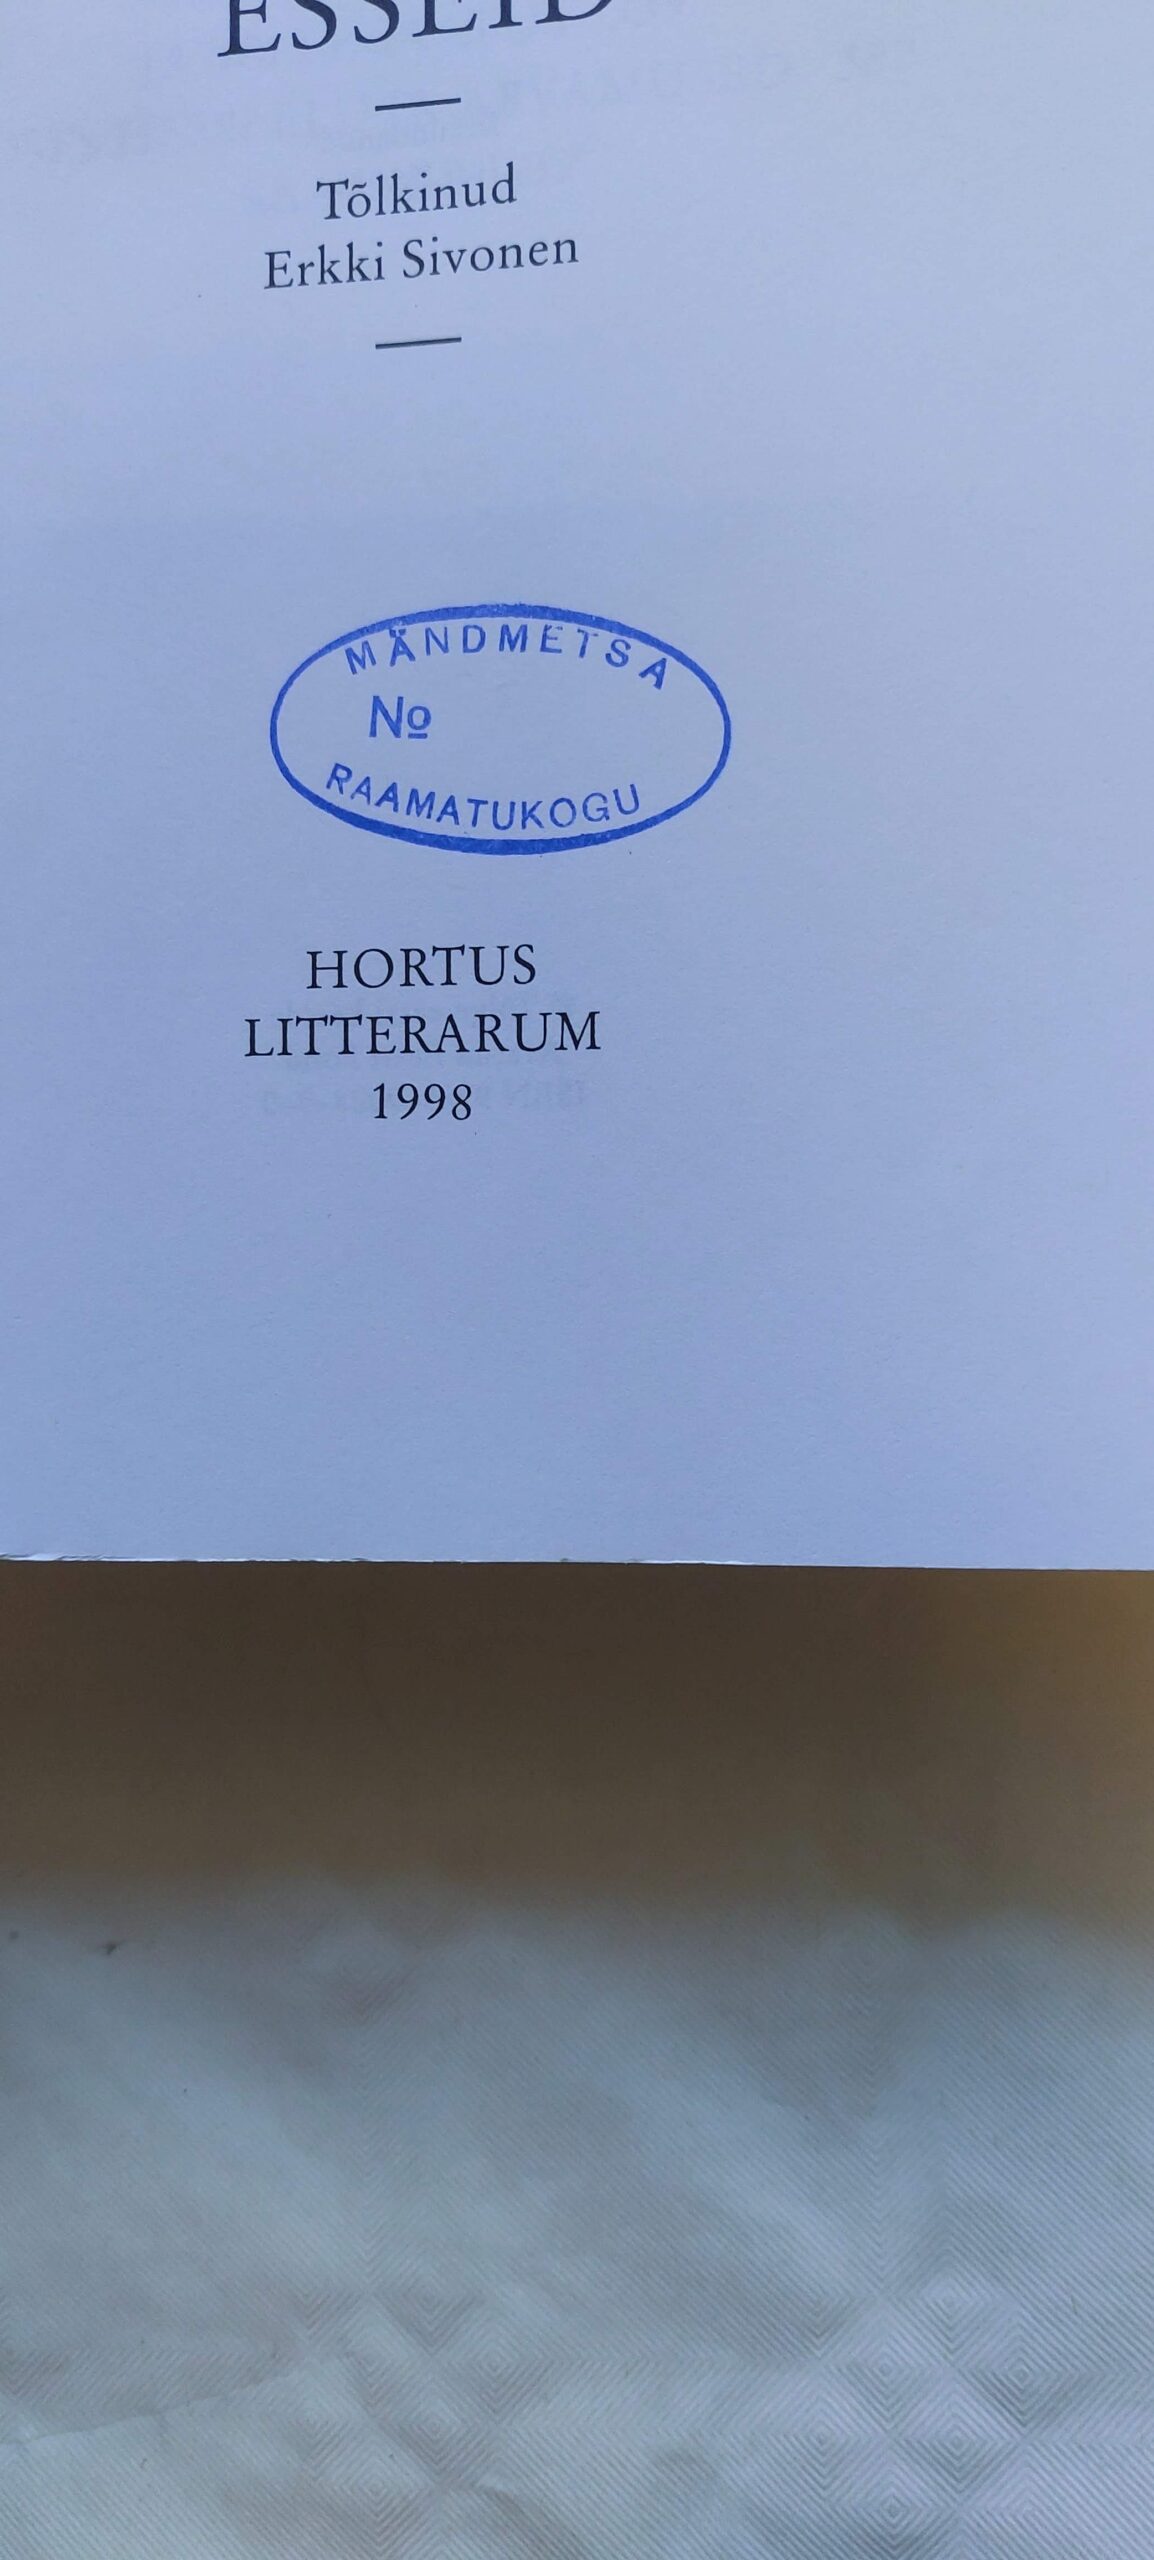 ESSEID
Tõlkinud
Erkki Sivonen
MÄNDMETSA
№
RAAMATUKOGU
HORTUS
LITTERARUM
1998